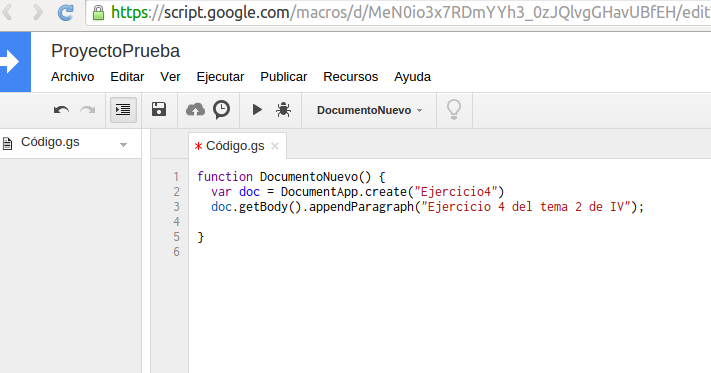 https://script.google.com/macros/d/MeN0io3x7RDmYYh3_0zJQlvgGHavUBfEH/edit
ProyectoPrueba
Archivo Editar Ver Ejecutar Publicar Recursos Ayuda
DocumentoNuevo
Código.gs
* Código.gs ×
1 function DocumentoNuevo() {
2 var doc = DocumentApp.create("Ejercicio4")
3 doc.getBody().appendParagraph("Ejercicio 4 del tema 2 de IV");
4
5 }
6